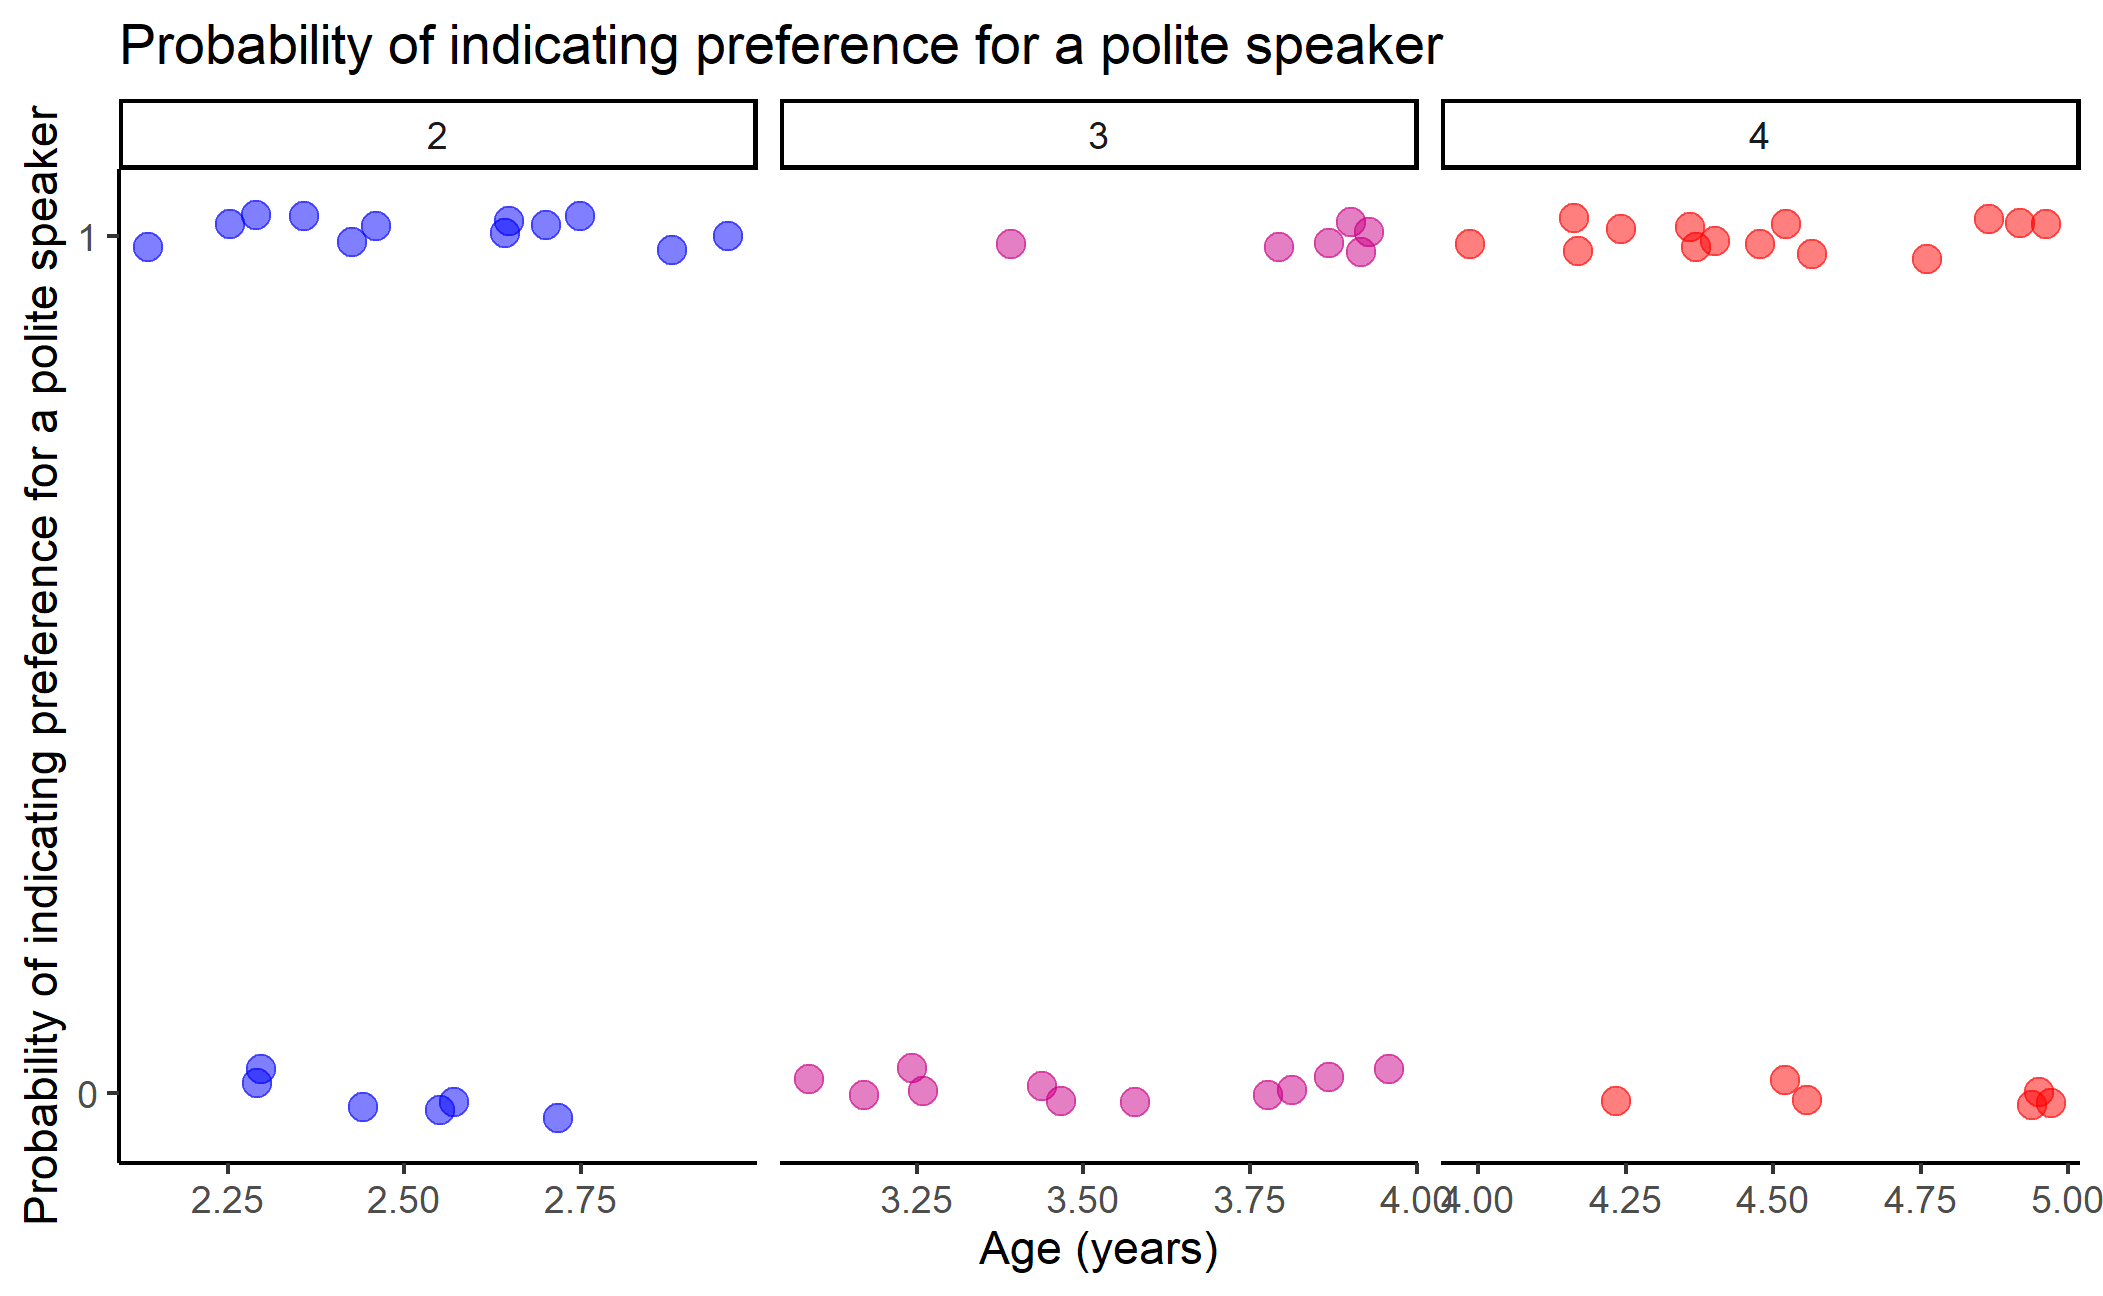 Probability of indicating preference for a polite speaker
2
3
4
Probability of indicating preference for a polite speaker
1
0
2.25 2.50 2.75 3.25 3.50 3.75 4.00 4.00 4.25 4.50 4.75 5.00
Age (years)